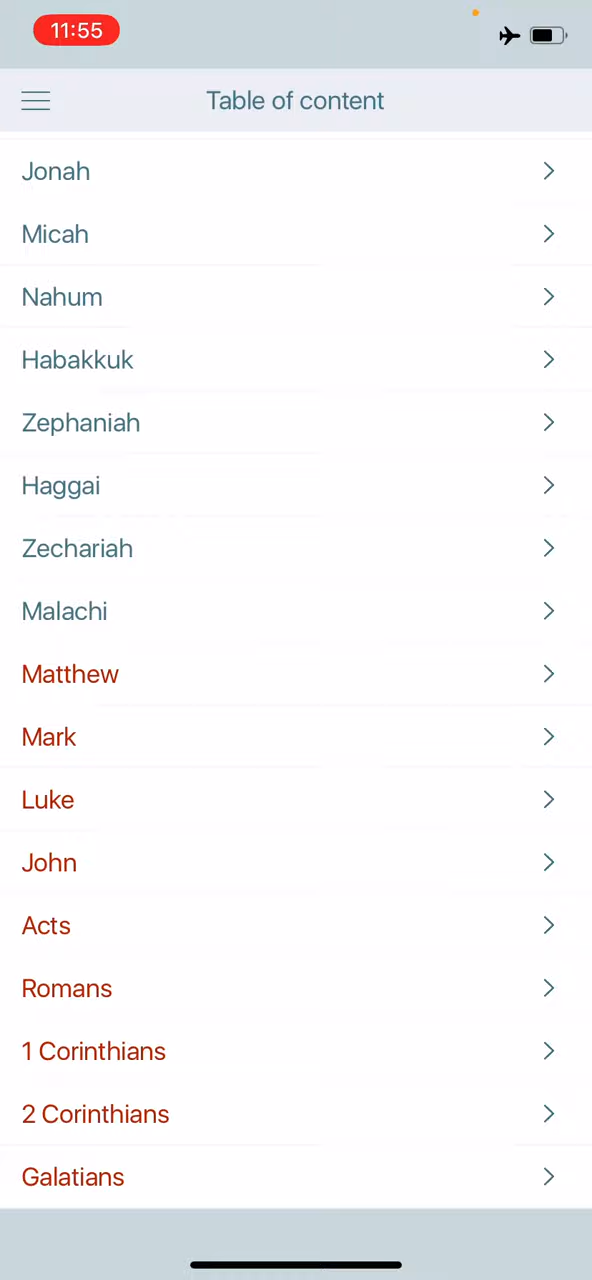 11:55
Table of content
Jonah
Micah
Nahum
Habakkuk
Zephaniah
Haggai
Zechariah
Malachi
Matthew
Mark
Luke
John
Acts
Romans
1 Corinthians
2 Corinthians
Galatians